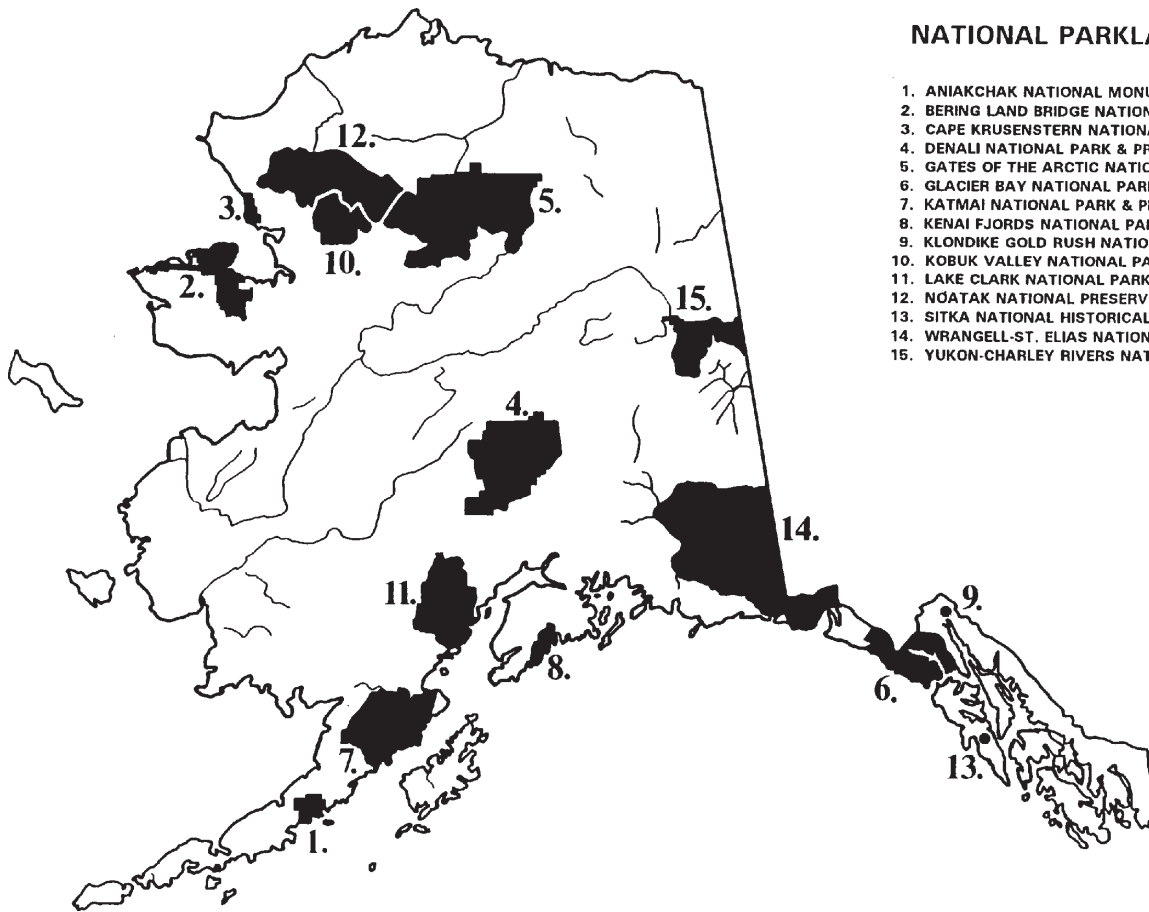 NATIONAL PARKLA
1. ANIAKCHAK NATIONAL MONU
2. BERING LAND BRIDGE NATION
3. CAPE KRUSENSTERN NATIONA
4. DENALI NATIONAL PARK & PR
5. GATES OF THE ARCTIC NATIO
6. GLACIER BAY NATIONAL PARK
7. KATMAI NATIONAL PARK & P
8. KENAI FJORDS NATIONAL PA
9. KLONDIKE GOLD RUSH NATIO
10. KOBUK VALLEY NATIONAL PA
11. LAKE CLARK NATIONAL PARK
12. NOATAK NATIONAL PRESERV
13. SITKA NATIONAL HISTORICAL
14. WRANGELL-ST. ELIAS NATION
15. YUKON-CHARLEY RIVERS NAT
12.
3.
5.
10.
2.
15.
4.
14.
11.
9.
8.
6.
7.
13.
1.